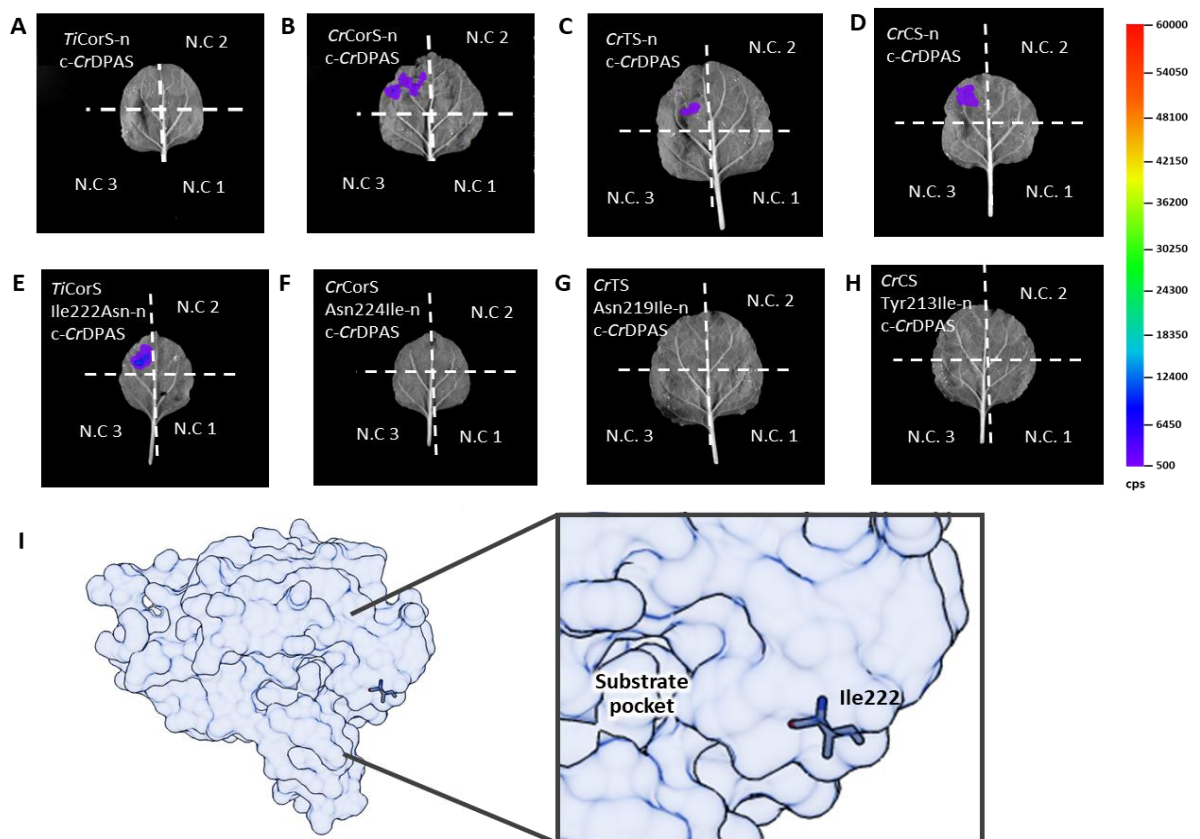 A
TiCorS-n
c-CrDPAS
N.C 2
N.C 3
N.C 1
B
CrCorS-n
c-CrDPAS
N.C 2
N.C 3
N.C 1
C
CrTS-n
c-CrDPAS
N.C. 2
N.C. 3
N.C. 1
D
CrCS-n
c-CrDPAS
N.C. 2
N.C. 3
N.C. 1
60000
54050
48100
42150
36200
30250
24300
18350
12400
6450
500
cps
E
TiCorS
Ile222Asn-n
c-CrDPAS
N.C 2
N.C 3
N.C 1
F
CrCorS
Asn224Ile-n
c-CrDPAS
N.C 2
N.C 3
N.C 1
G
CrTS
Asn219Ile-n
c-CrDPAS
N.C. 2
N.C. 3
N.C. 1
H
CrCS
Tyr213Ile-n
c-CrDPAS
N.C. 2
N.C. 3
N.C. 1
I
Substrate
pocket
Ile222